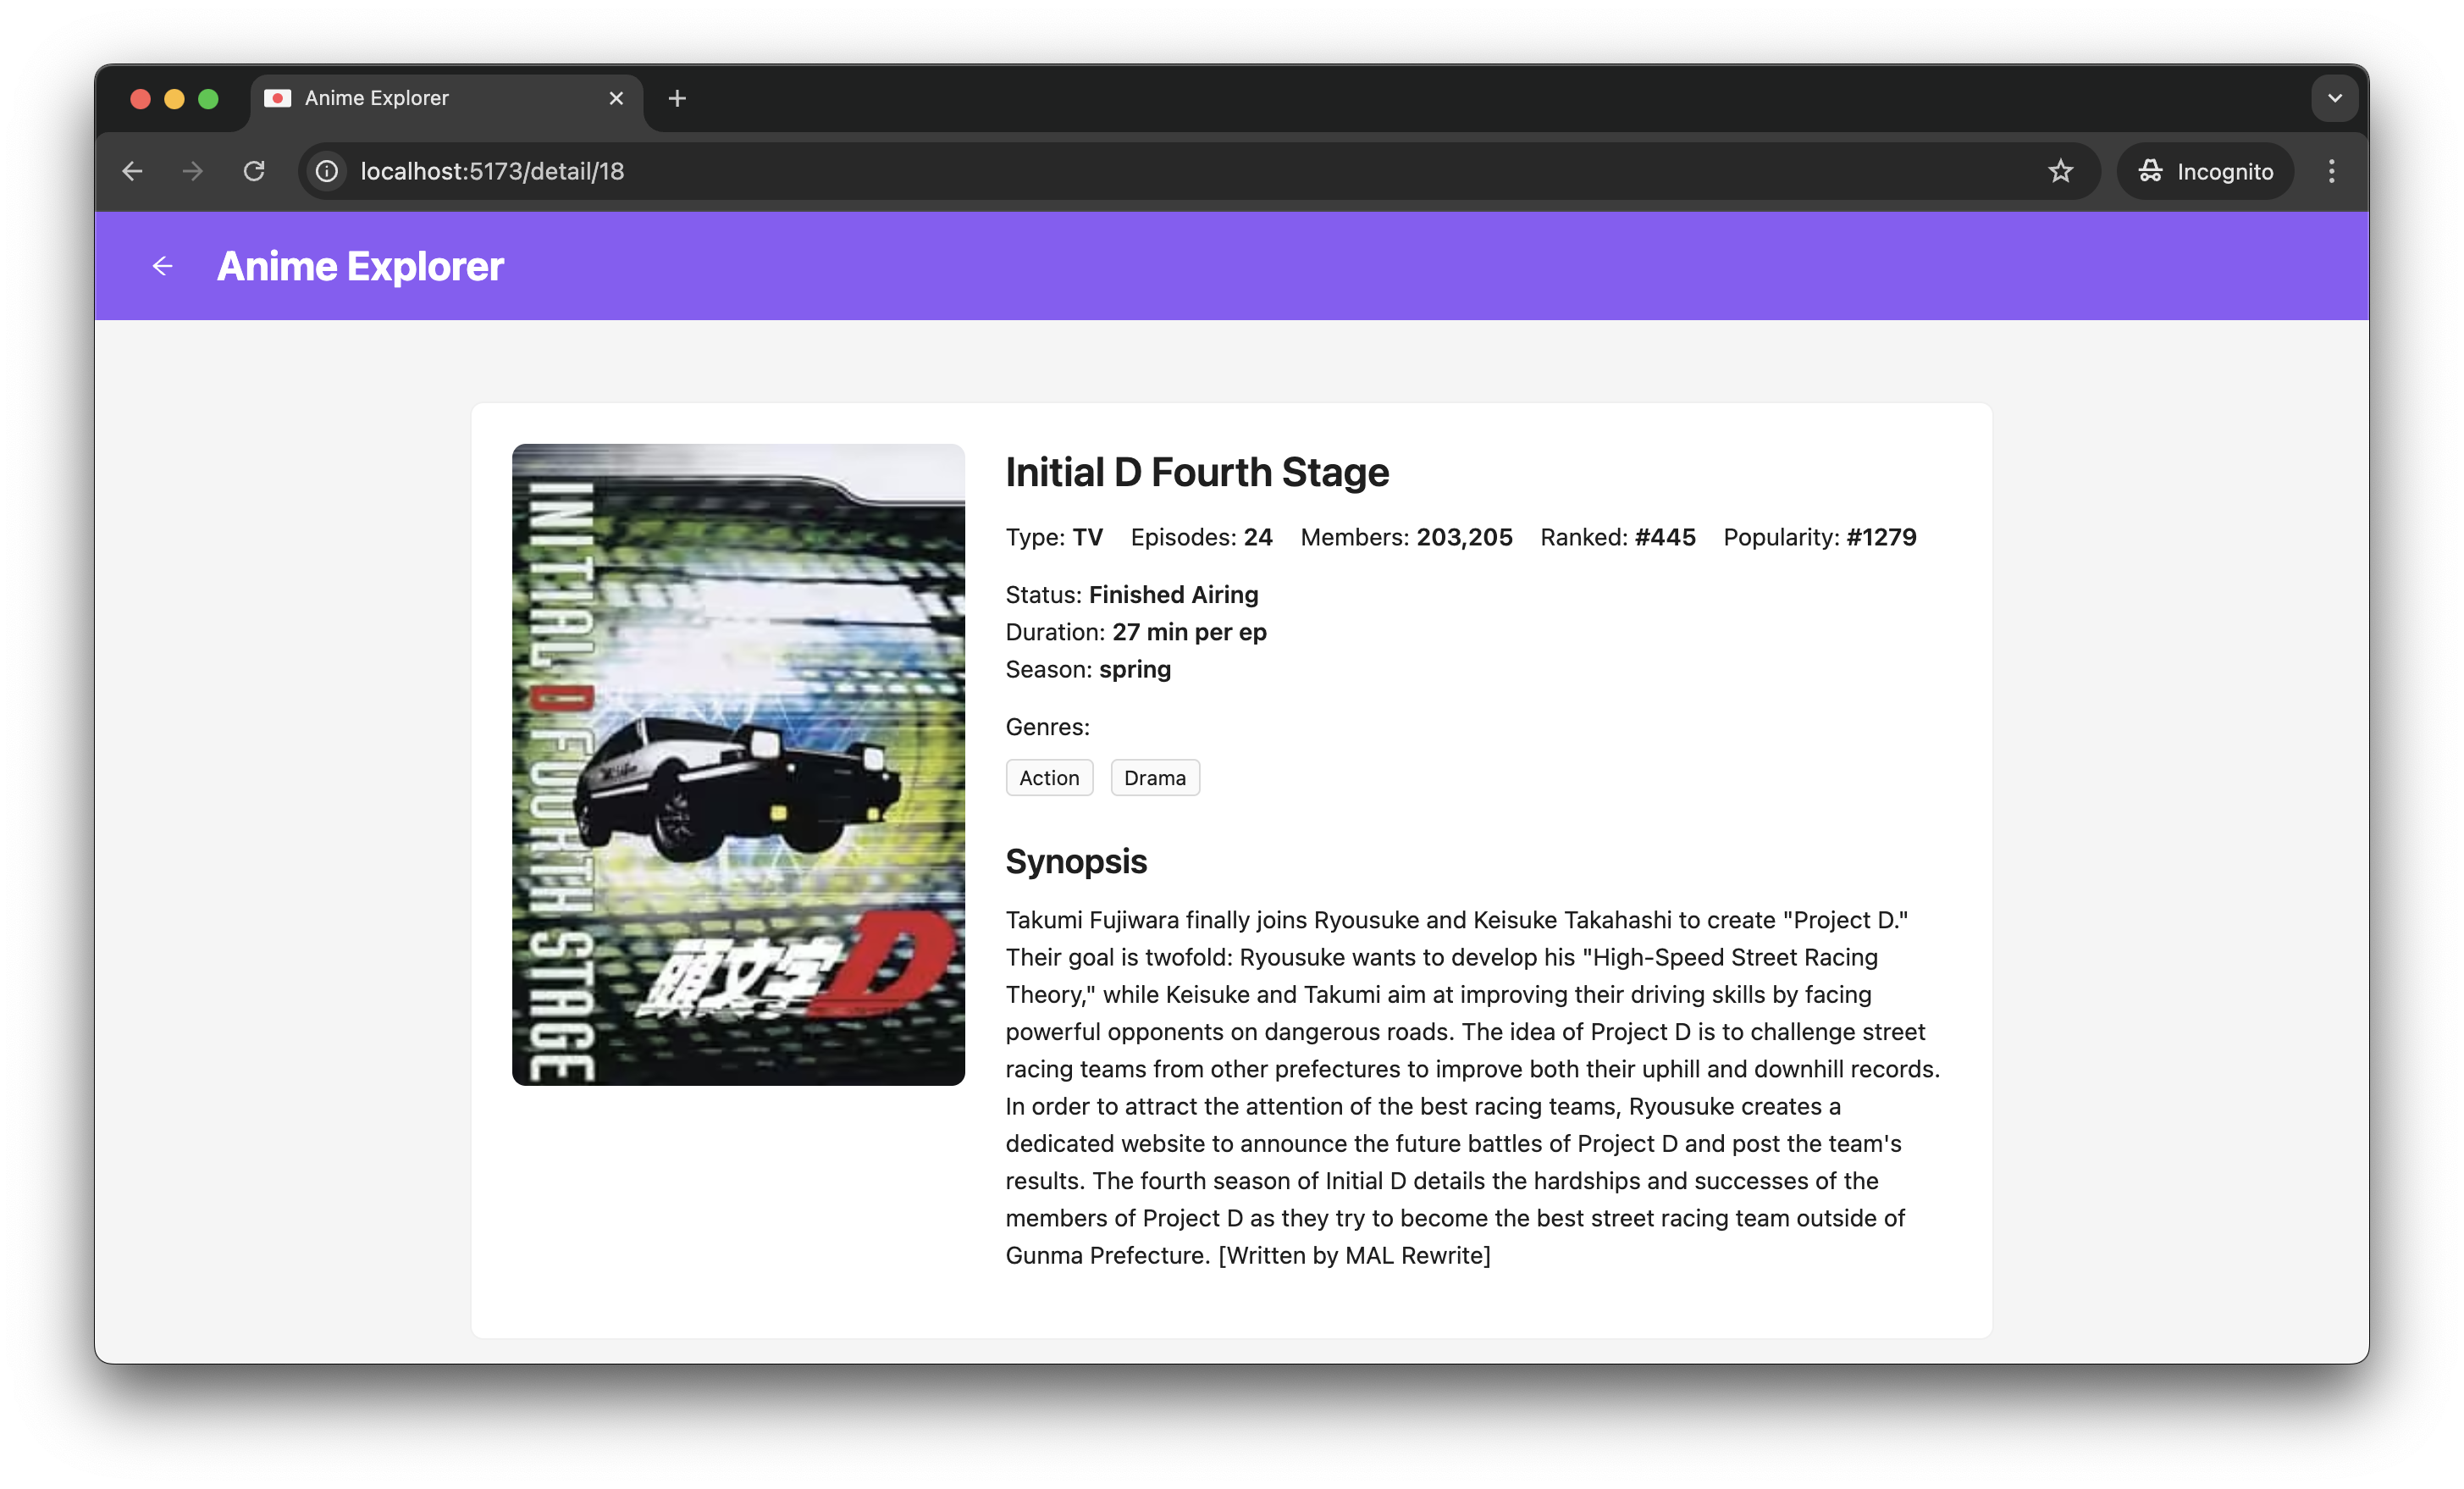 Anime Explorer
localhost:5173/detail/18
Incognito
Anime Explorer
INITIAL D FOURTH STAGE
頭文字D
Initial D Fourth Stage
Type: TV Episodes: 24 Members: 203,205 Ranked: #445 Popularity: #1279
Status: Finished Airing
Duration: 27 min per ep
Season: spring
Genres:
Action Drama
Synopsis
Takumi Fujiwara finally joins Ryousuke and Keisuke Takahashi to create "Project D."
Their goal is twofold: Ryousuke wants to develop his "High-Speed Street Racing
Theory," while Keisuke and Takumi aim at improving their driving skills by facing
powerful opponents on dangerous roads. The idea of Project D is to challenge street
racing teams from other prefectures to improve both their uphill and downhill records.
In order to attract the attention of the best racing teams, Ryousuke creates a
dedicated website to announce the future battles of Project D and post the team's
results. The fourth season of Initial D details the hardships and successes of the
members of Project D as they try to become the best street racing team outside of
Gunma Prefecture. [Written by MAL Rewrite]